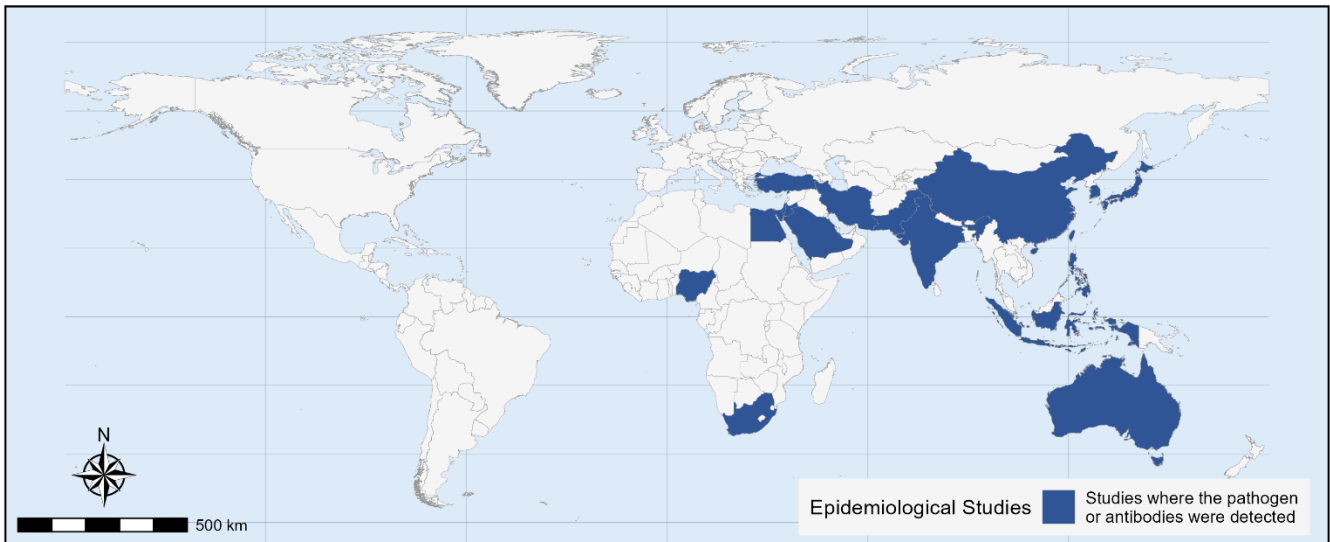 N
500 km
Epidemiological Studies
Studies where the pathogen
or antibodies were detected